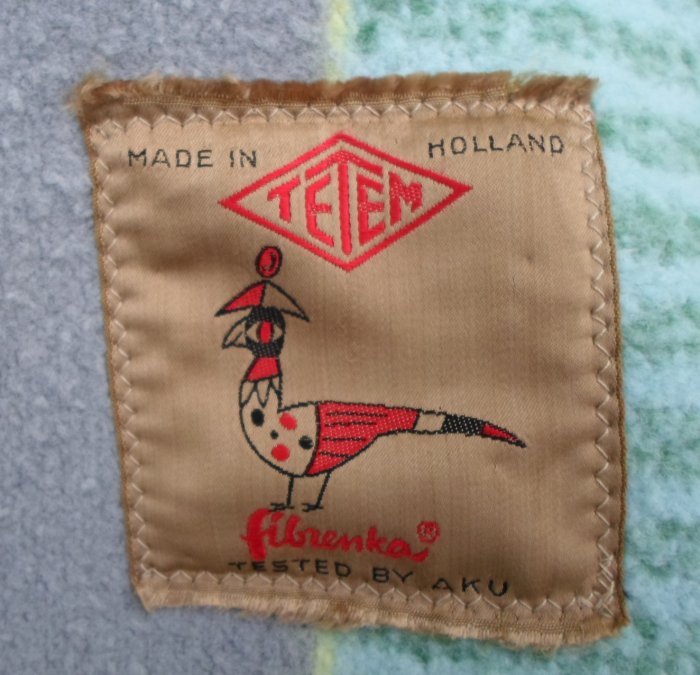 MADE IN HOLLAND
TETEM
fibrenka
TESTED BY AKU